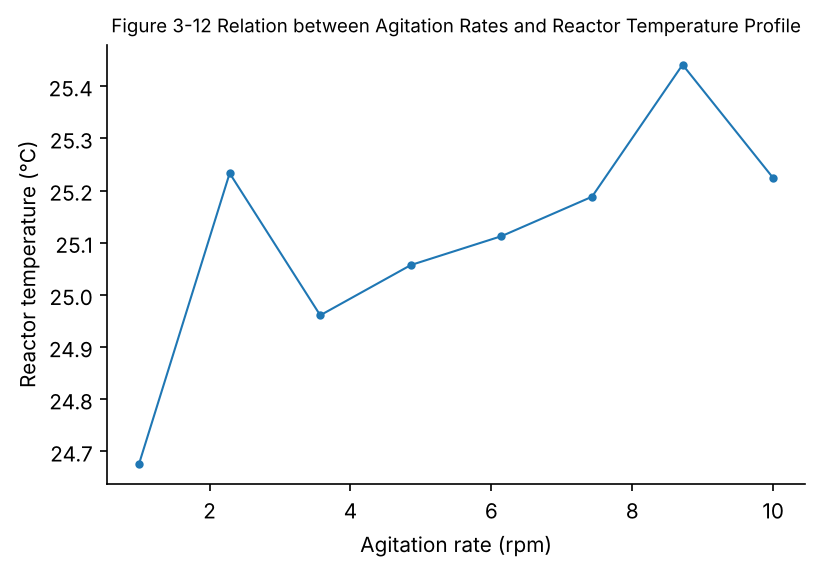 Figure 3-12 Relation between Agitation Rates and Reactor Temperature Profile
Reactor temperature (°C)
25.4
25.3
25.2
25.1
25.0
24.9
24.8
24.7
2 4 6 8 10
Agitation rate (rpm)